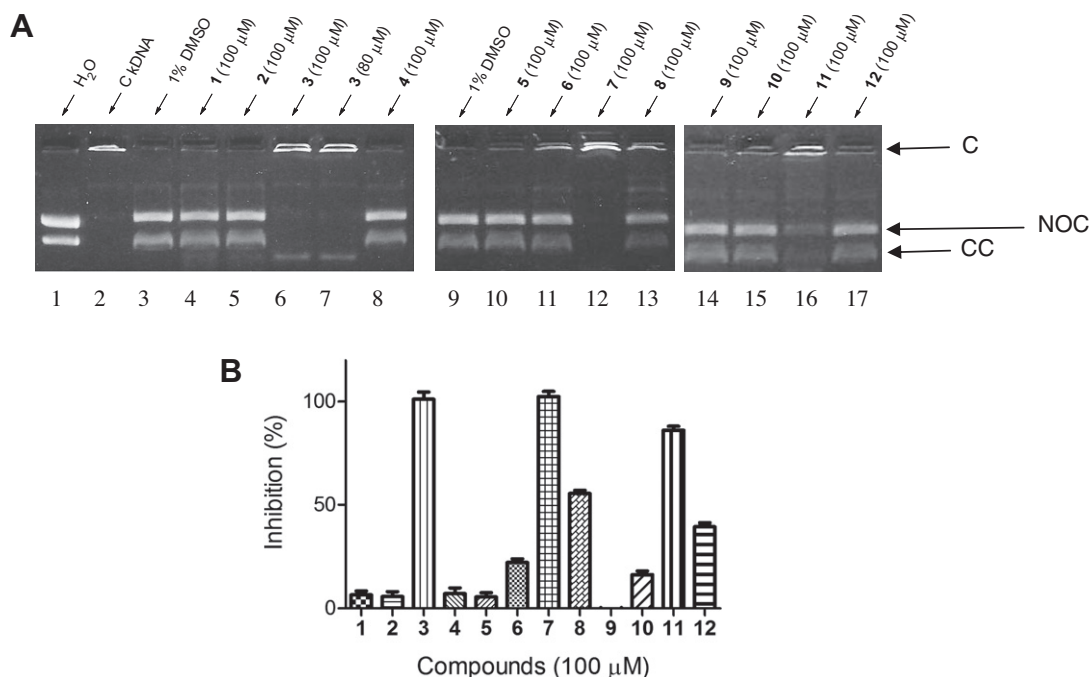 A
H2O
C kDNA
1% DMSO
1 (100 μM)
2 (100 μM)
3 (100 μM)
3 (80 μM)
4 (100 μM)
1% DMSO
5 (100 μM)
6 (100 μM)
7 (100 μM)
8 (100 μM)
9 (100 μM)
10 (100 μM)
11 (100 μM)
12 (100 μM)
C
NOC
CC
1 2 3 4 5 6 7 8 9 10 11 12 13 14 15 16 17
B
Inhibition (%)
100
50
0
1 2 3 4 5 6 7 8 9 10 11 12
Compounds (100 μM)